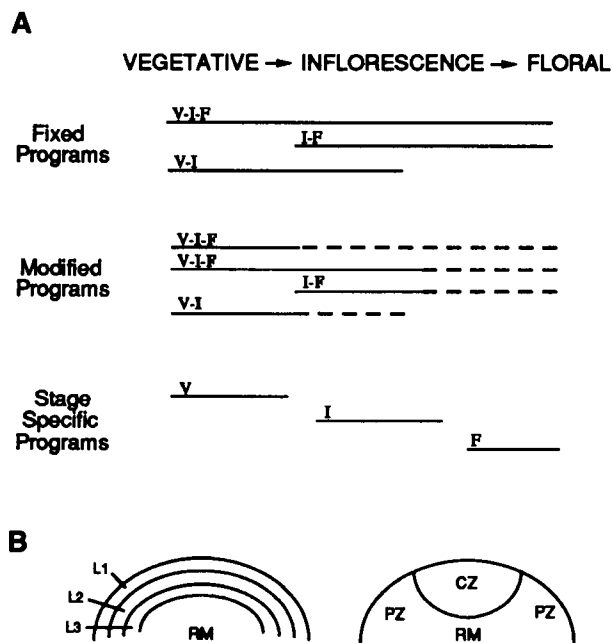 A
VEGETATIVE → INFLORESCENCE → FLORAL
Fixed
Programs
V-I-F
I-F
V-I
Modified
Programs
V-I-F
V-I-F
I-F
V-I
Stage
Specific
Programs
V
I
F
B
L1
L2
L3
RM
CZ
PZ
PZ
RM